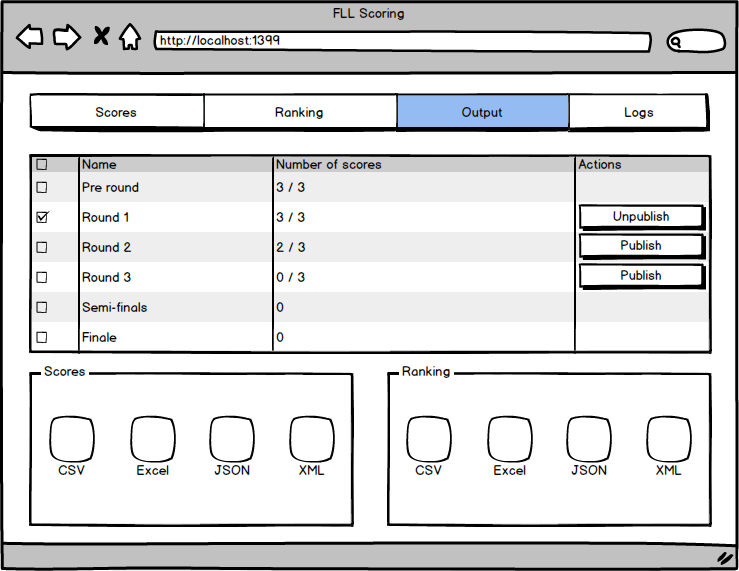 FLL Scoring
http://localhost:1399
Scores Ranking Output Logs
Name Number of scores Actions
Pre round 3 / 3
Round 1 3 / 3 Unpublish
Round 2 2 / 3 Publish
Round 3 0 / 3 Publish
Semi-finals 0
Finale 0
Scores Ranking
CSV Excel JSON XML CSV Excel JSON XML